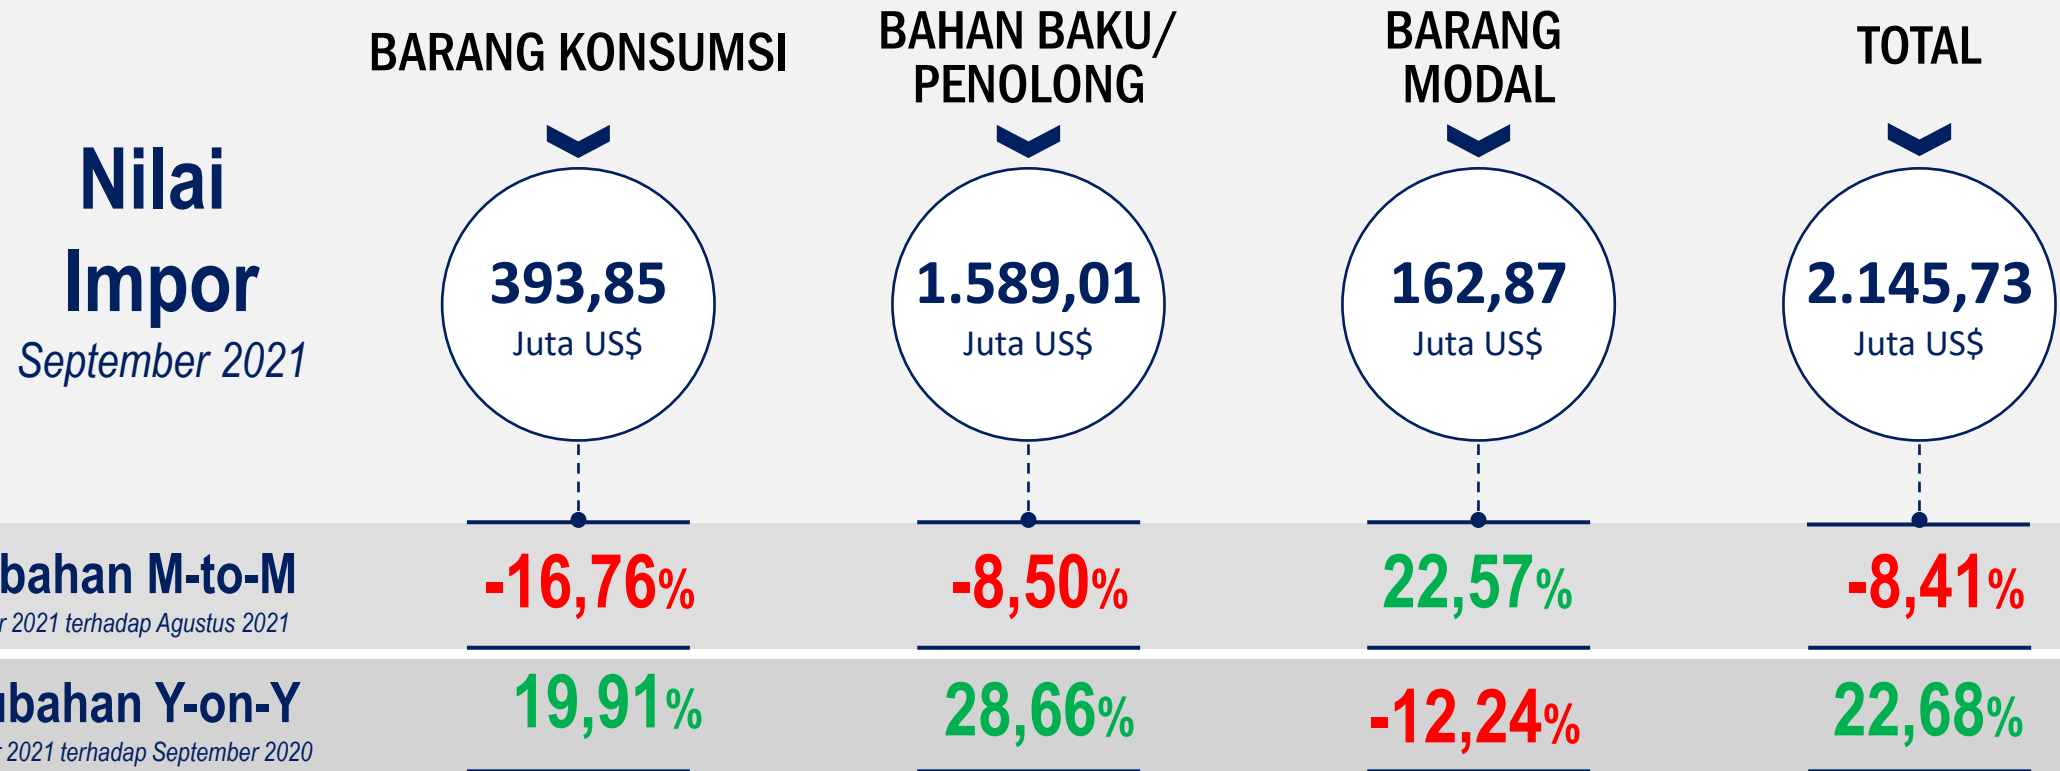 BARANG KONSUMSI
BAHAN BAKU/
PENOLONG
BARANG
MODAL
TOTAL
Nilai
Impor
September 2021
393,85
Juta US$
1.589,01
Juta US$
162,87
Juta US$
2.145,73
Juta US$
bahan M-to-M
r 2021 terhadap Agustus 2021
-16,76%
-8,50%
22,57%
-8,41%
ubahan Y-on-Y
r 2021 terhadap September 2020
19,91%
28,66%
-12,24%
22,68%